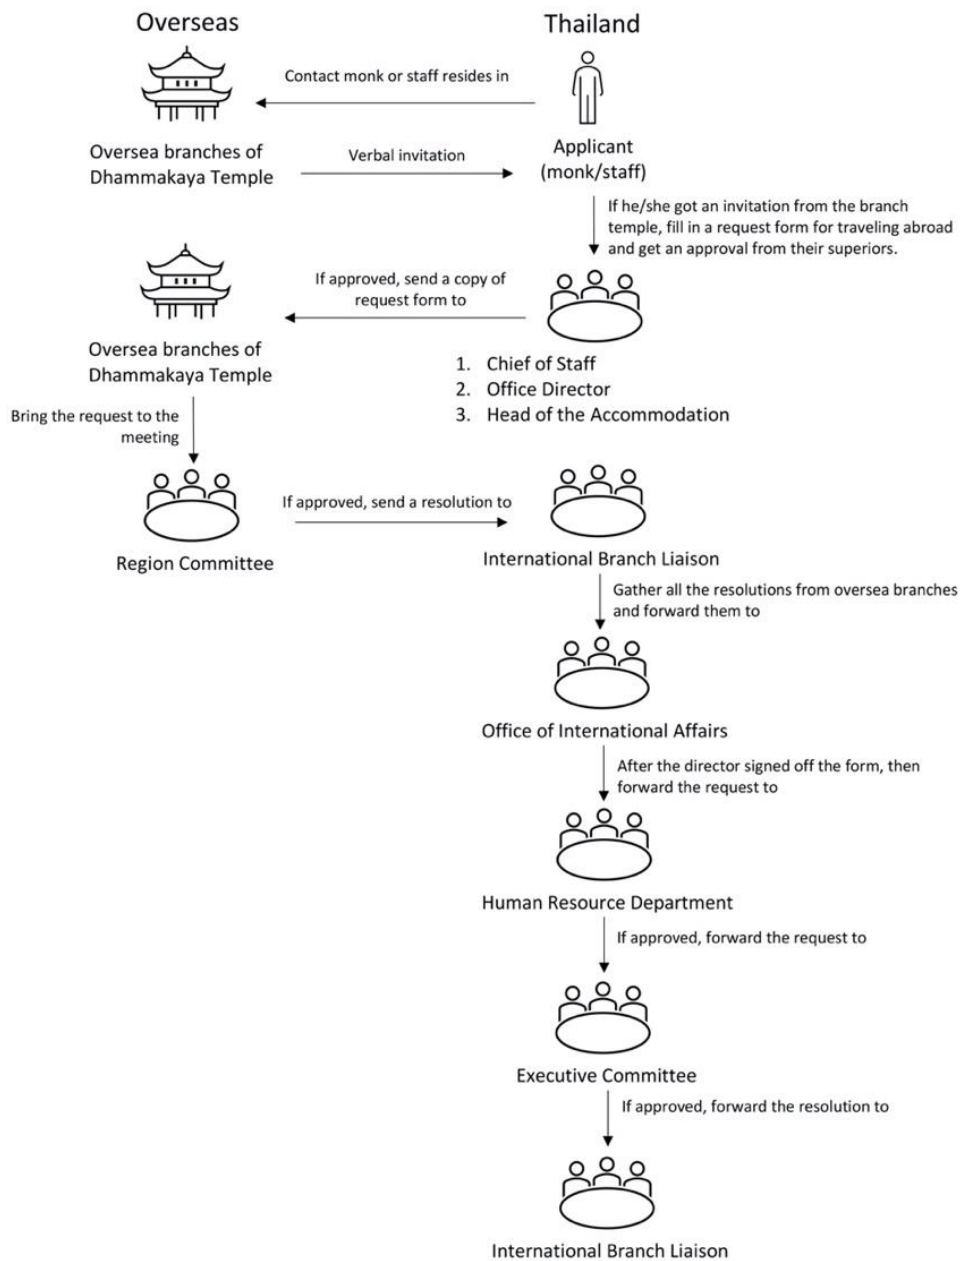 Overseas
Thailand
Contact monk or staff resides in
Oversea branches of
Dhammakaya Temple
Verbal invitation
Applicant
(monk/staff)
If he/she got an invitation from the branch
temple, fill in a request form for traveling abroad
and get an approval from their superiors.
If approved, send a copy of
request form to
Oversea branches of
Dhammakaya Temple
1. Chief of Staff
2. Office Director
3. Head of the Accommodation
Bring the request to the
meeting
Region Committee
If approved, send a resolution to
International Branch Liaison
Gather all the resolutions from oversea branches
and forward them to
Office of International Affairs
After the director signed off the form, then
forward the request to
Human Resource Department
If approved, forward the request to
Executive Committee
If approved, forward the resolution to
International Branch Liaison